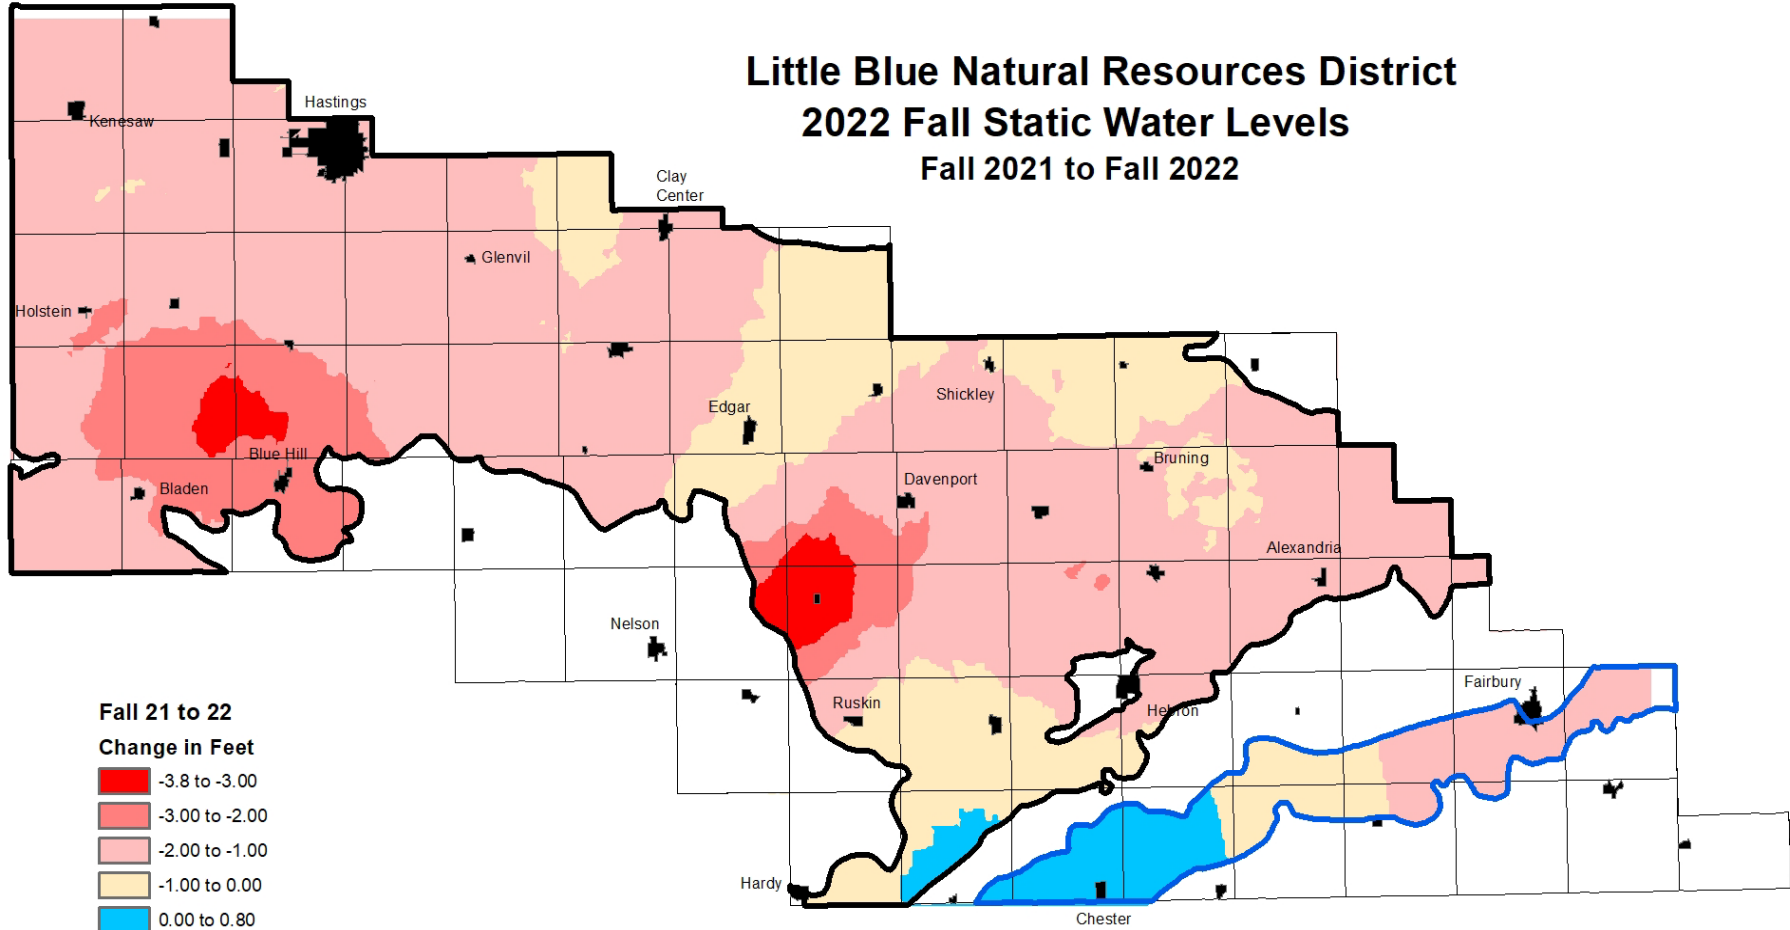 Little Blue Natural Resources District
2022 Fall Static Water Levels
Fall 2021 to Fall 2022
Hastings
Kenesaw
Clay
Center
Glenvil
Holstein
Shickley
Edgar
Blue Hill
Bruning
Bladen
Davenport
Alexandria
Nelson
Fairbury
Ruskin
Hebron
Hardy
Chester
Fall 21 to 22
Change in Feet
-3.8 to -3.00
-3.00 to -2.00
-2.00 to -1.00
-1.00 to 0.00
0.00 to 0.80